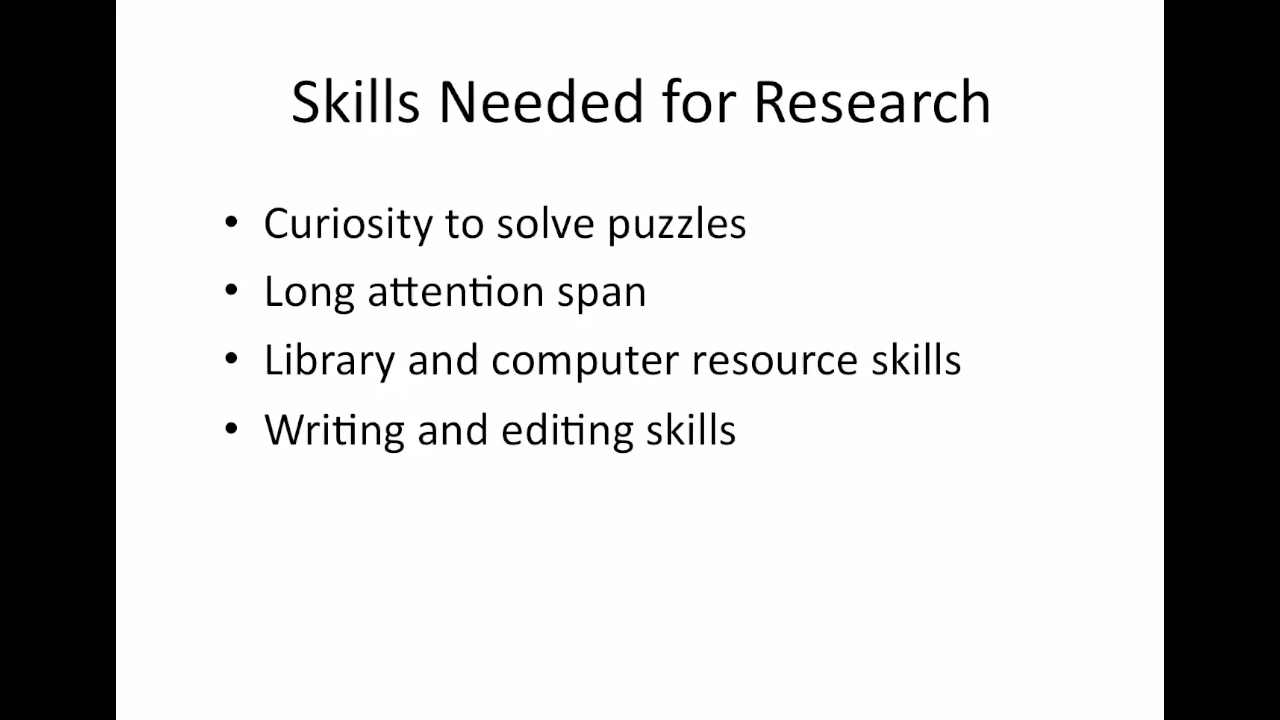 Skills Needed for Research
• Curiosity to solve puzzles
• Long attention span
• Library and computer resource skills
• Writing and editing skills